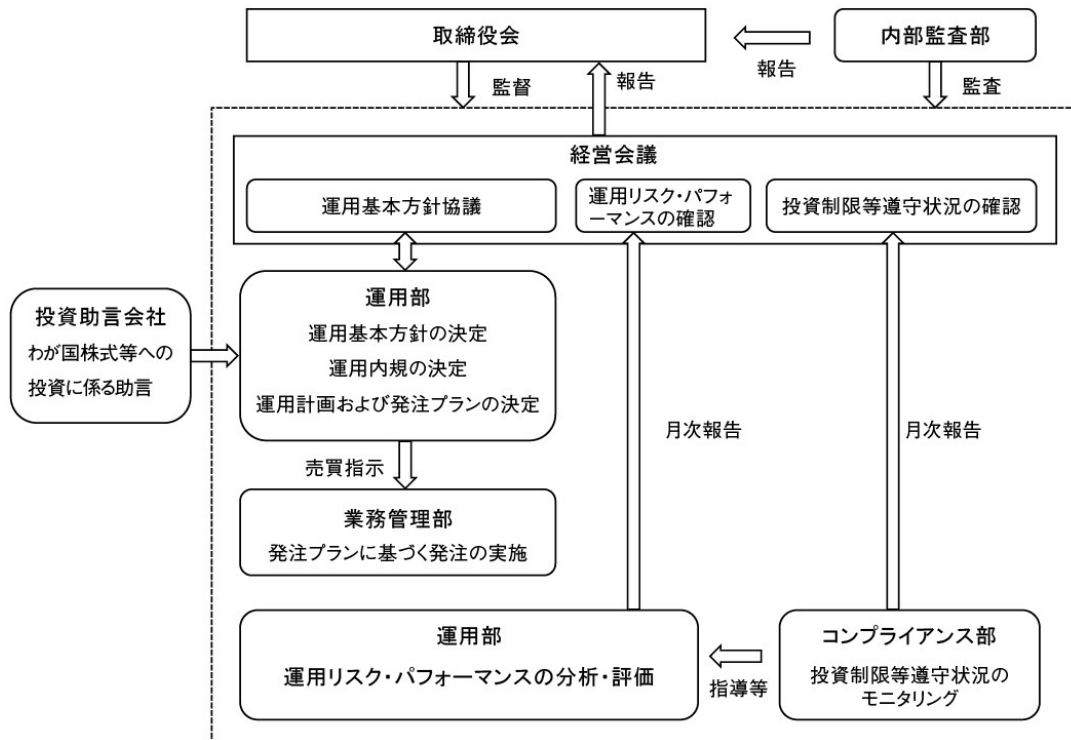 取締役会
内部監査部
報告
監督
報告
監査
経営会議
運用基本方針協議
運用リスク・パフォ
ーマンスの確認
投資制限等遵守状況の確認
投資助言会社
わが国株式等への
投資に係る助言
運用部
運用基本方針の決定
運用内規の決定
運用計画および発注プランの決定
月次報告
月次報告
売買指示
業務管理部
発注プランに基づく発注の実施
運用部
運用リスク・パフォーマンスの分析・評価
指導等
コンプライアンス部
投資制限等遵守状況の
モニタリング